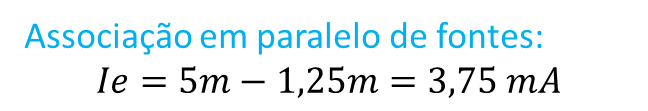 Associação em paralelo de fontes:
Ie = 5m − 1,25m = 3,75 mA